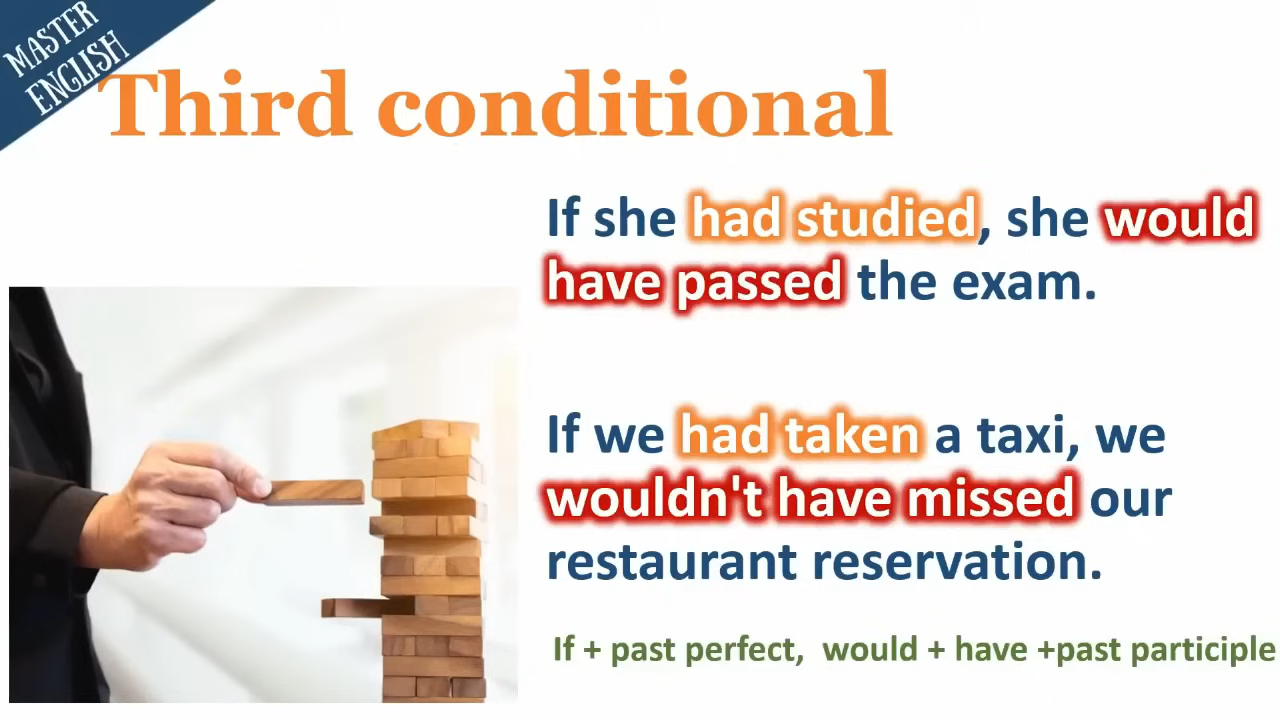 MASTER
ENGLISH
Third conditional
If she had studied, she would
have passed the exam.
If we had taken a taxi, we
wouldn't have missed our
restaurant reservation.
If + past perfect, would + have +past participle